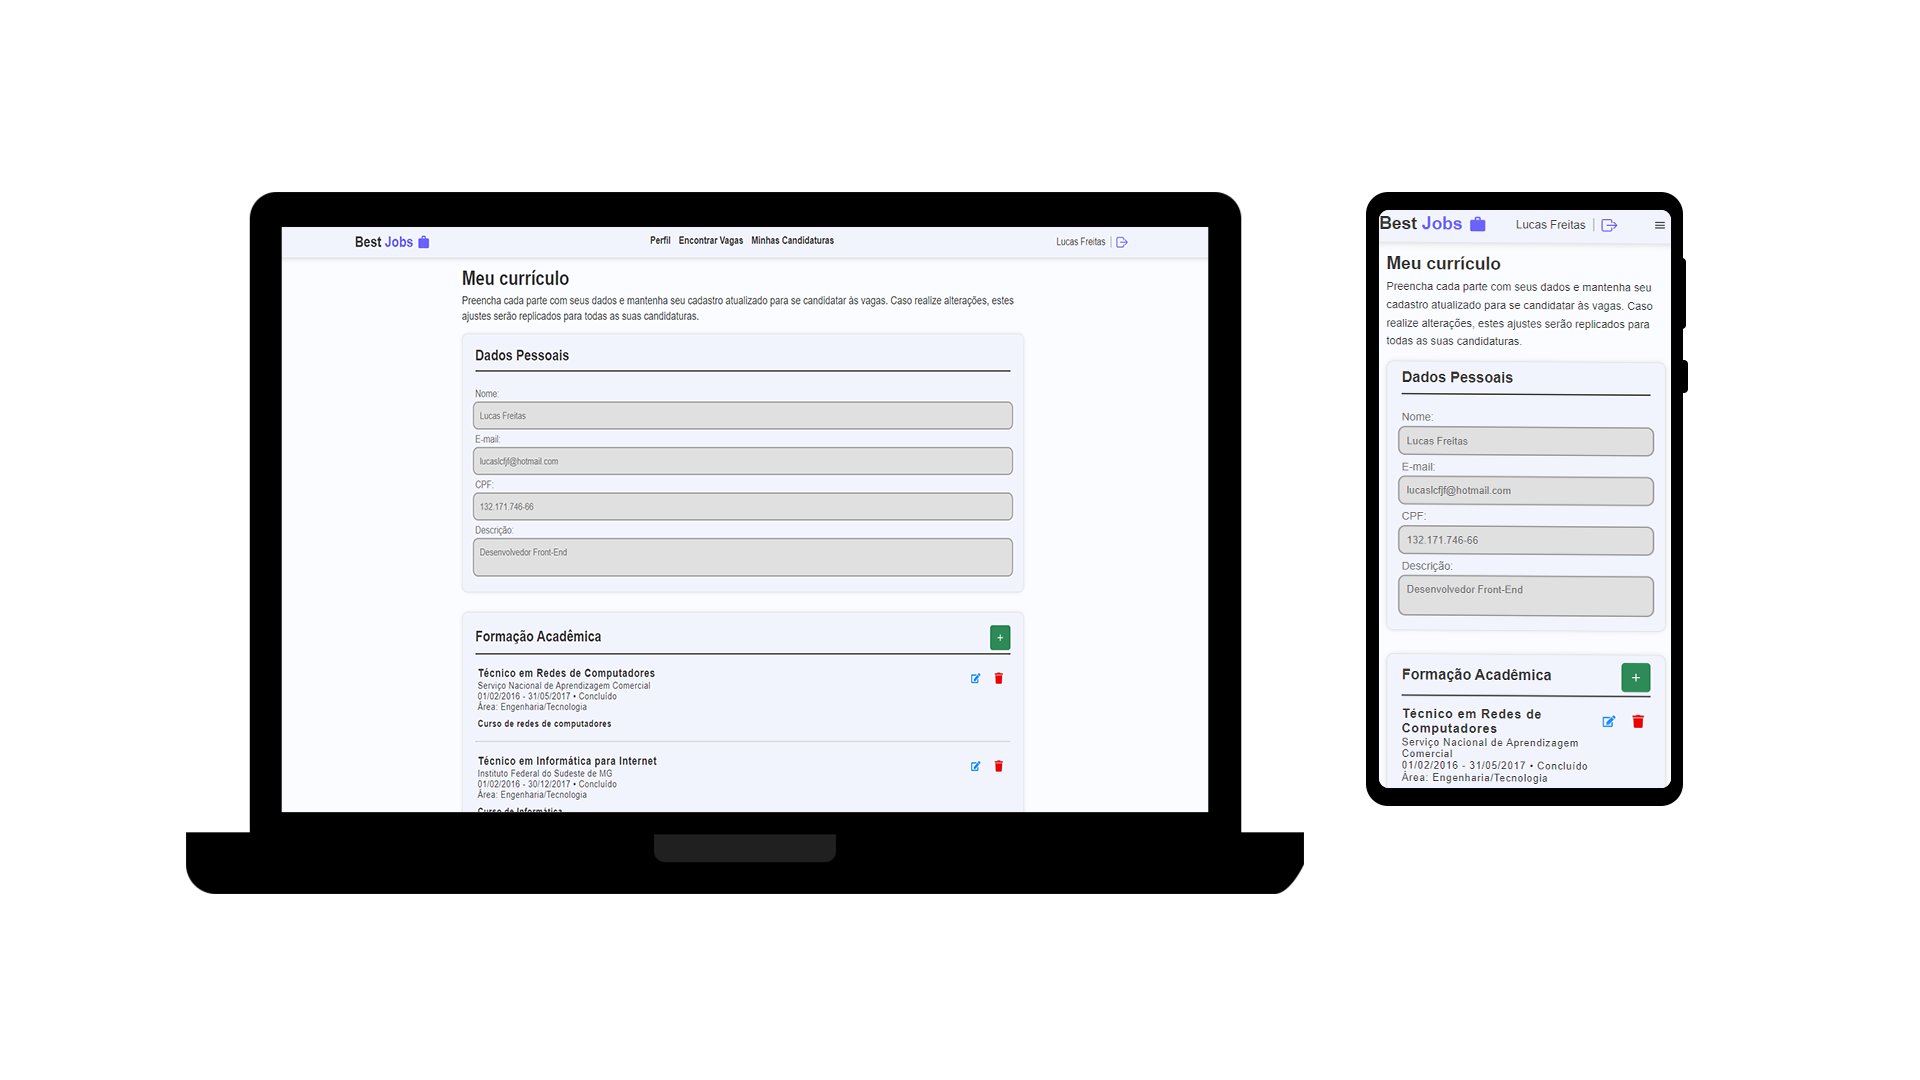 Best Jobs
Perfil Encontrar Vagas Minhas Candidaturas
Lucas Freitas
Meu currículo
Preencha cada parte com seus dados e mantenha seu cadastro atualizado para se candidatar às vagas. Caso realize alterações, estes
ajustes serão replicados para todas as suas candidaturas.
Dados Pessoais
Nome:
Lucas Freitas
E-mail:
lucaslcfjf@hotmail.com
CPF:
132.171.746-66
Descrição:
Desenvolvedor Front-End
Formação Acadêmica
+
Técnico em Redes de Computadores
Serviço Nacional de Aprendizagem Comercial
01/02/2016 - 31/05/2017 • Concluído
Área: Engenharia/Tecnologia
Curso de redes de computadores
Técnico em Informática para Internet
Instituto Federal do Sudeste de MG
01/02/2016 - 30/12/2017 • Concluído
Área: Engenharia/Tecnologia
Curso de Informática
Best Jobs
Lucas Freitas
Meu currículo
Preencha cada parte com seus dados e mantenha seu
cadastro atualizado para se candidatar às vagas. Caso
realize alterações, estes ajustes serão replicados para
todas as suas candidaturas.
Dados Pessoais
Nome:
Lucas Freitas
E-mail:
lucaslcfjf@hotmail.com
CPF:
132.171.746-66
Descrição:
Desenvolvedor Front-End
Formação Acadêmica
+
Técnico em Redes de
Computadores
Serviço Nacional de Aprendizagem
Comercial
01/02/2016 - 31/05/2017 • Concluído
Área: Engenharia/Tecnologia